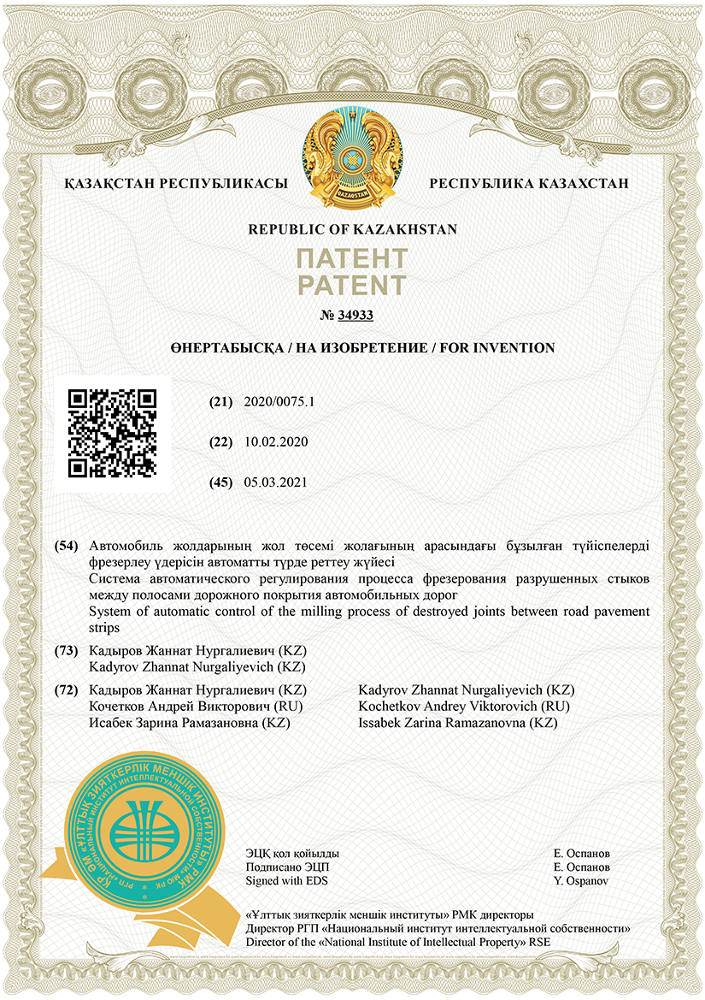 QAZAQSTAN
ҚАЗАҚСТАН РЕСПУБЛИКАСЫ
РЕСПУБЛИКА КАЗАХСТАН
REPUBLIC OF KAZAKHSTAN
ПАТЕНТ
PATENT
№ 34933
ӨНЕРТАБЫСҚА / НА ИЗОБРЕТЕНИЕ / FOR INVENTION
(21) 2020/0075.1
(22) 10.02.2020
(45) 05.03.2021
(54) Автомобиль жолдарының жол төсемі жолағының арасындағы бұзылған түйіспелерді
фрезерлеу үдерісін автоматты түрде реттеу жүйесі
Система автоматического регулирования процесса фрезерования разрушенных стыков
между полосами дорожного покрытия автомобильных дорог
System of automatic control of the milling process of destroyed joints between road pavement
strips
(73) Кадыров Жаннат Нургалиевич (KZ)
Kadyrov Zhannat Nurgaliyevich (KZ)
(72) Кадыров Жаннат Нургалиевич (KZ) Kadyrov Zhannat Nurgaliyevich (KZ)
Кочетков Андрей Викторович (RU) Kochetkov Andrey Viktorovich (RU)
Исабек Зарина Рамазановна (KZ) Issabek Zarina Ramazanovna (KZ)
ҚР ӘМ «ҰЛТТЫҚ ЗИЯТКЕРЛІК МЕНШІК ИНСТИТУТЫ» РМК
РГП «НАЦИОНАЛЬНЫЙ ИНСТИТУТ ИНТЕЛЛЕКТУАЛЬНОЙ СОБСТВЕННОСТИ» МЮ РК
ЭЦҚ қол қойылды Е. Оспанов
Подписано ЭЦП Е. Оспанов
Signed with EDS Y. Ospanov
«Ұлттық зияткерлік меншік институты» РМК директоры
Директор РГП «Национальный институт интеллектуальной собственности»
Director of the «National Institute of Intellectual Property» RSE